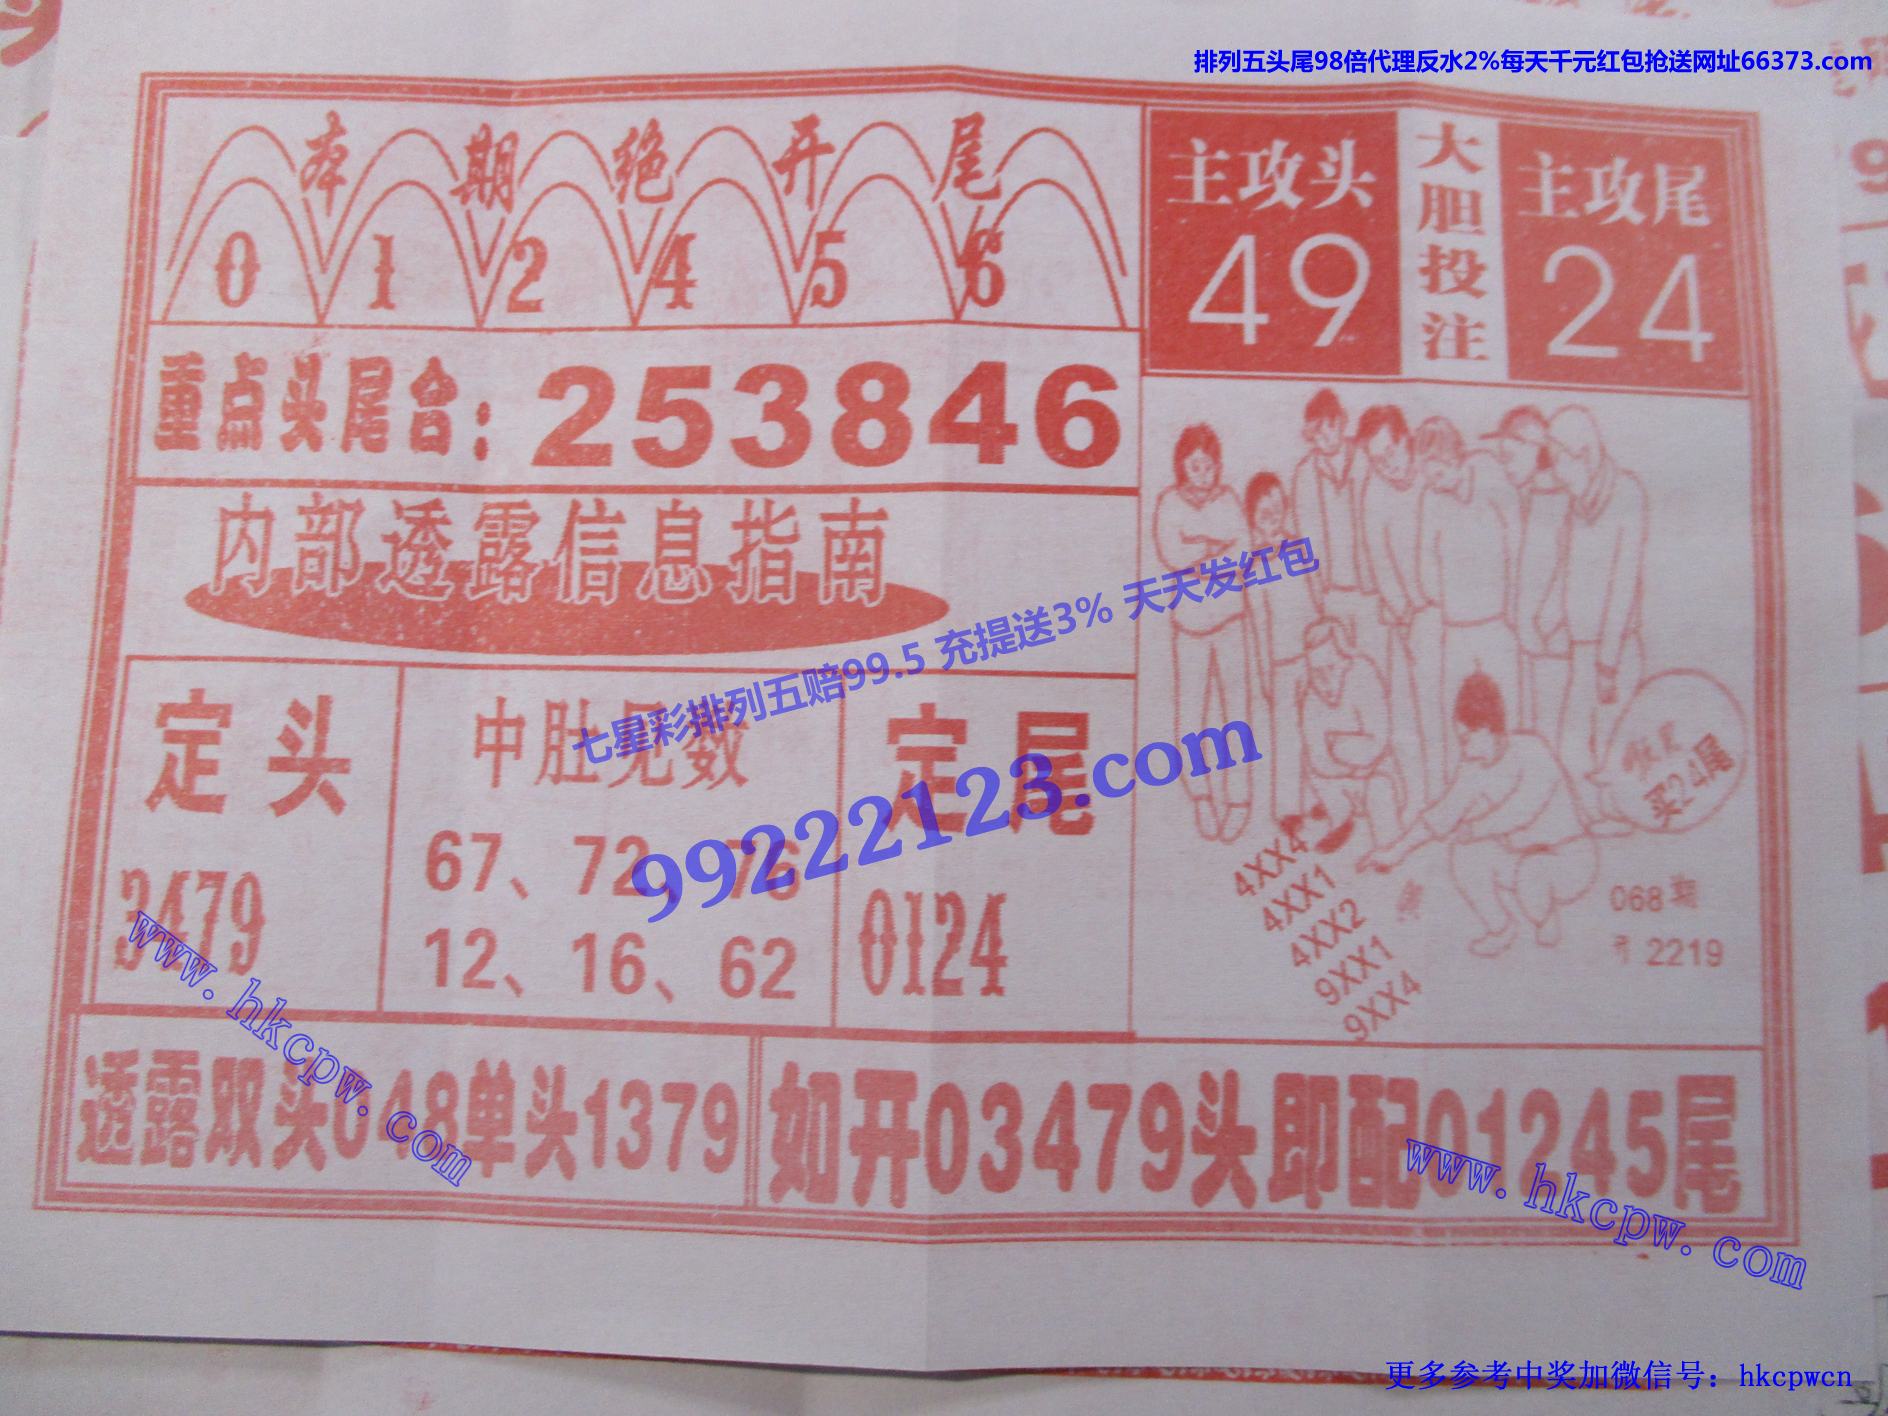 排列五头尾98倍代理反水2%每天千元红包抢送网址66373.com
本期绝开尾
0 1 2 4 5 6
主攻头
49
大胆投注
主攻尾
24
重点头尾合：253846
内部透露信息指南
七星彩排列五赔99.5 充提送3% 天天发红包
99222123.com
定头
3479
中肚见数
67、72、76
12、16、62
定尾
0124
买24尾
4XX4
4XX1
4XX2
9XX1
9XX4
068期
2219
透露双头048单头1379
如开03479头即配01245尾
www.hkcpw.com
www.hkcpw.com
更多参考中奖加微信号：hkcpwcn